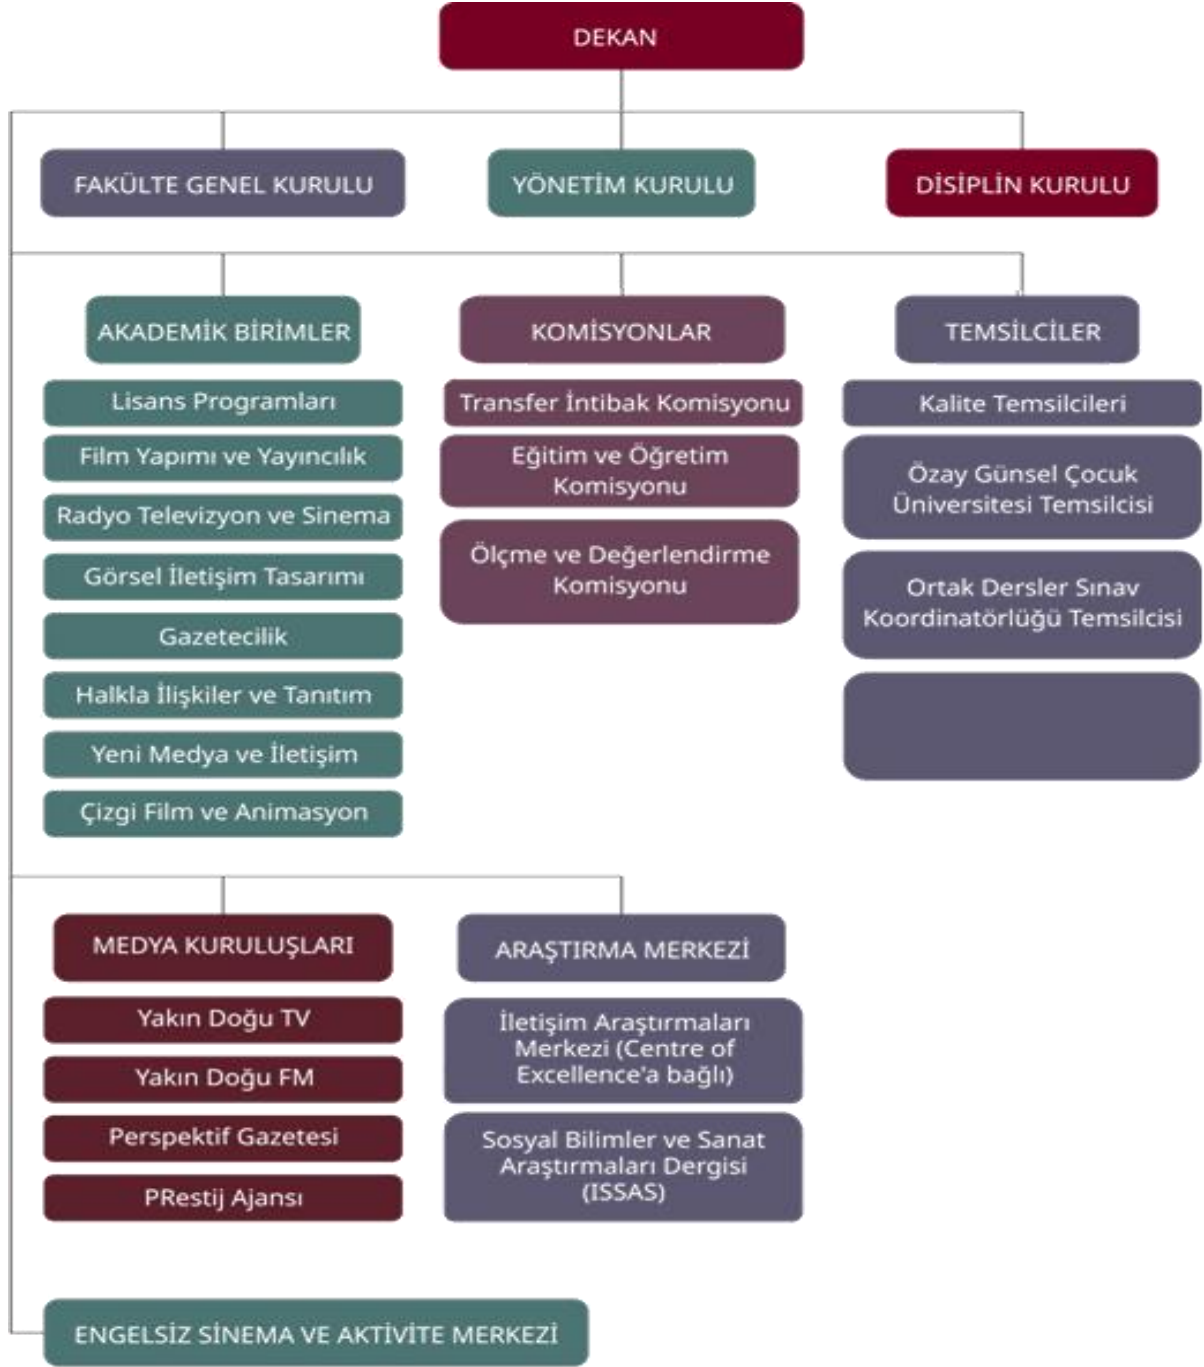 DEKAN
FAKÜLTE GENEL KURULU
YÖNETİM KURULU
DİSİPLİN KURULU
AKADEMİK BİRİMLER
Lisans Programları
Film Yapımı ve Yayıncılık
Radyo Televizyon ve Sinema
Görsel İletişim Tasarımı
Gazetecilik
Halkla İlişkiler ve Tanıtım
Yeni Medya ve İletişim
Çizgi Film ve Animasyon
KOMİSYONLAR
Transfer İntibak Komisyonu
Eğitim ve Öğretim
Komisyonu
Ölçme ve Değerlendirme
Komisyonu
TEMSİLCİLER
Kalite Temsilcileri
Özay Günsel Çocuk
Üniversitesi Temsilcisi
Ortak Dersler Sınav
Koordinatörlüğü Temsilcisi
MEDYA KURULUŞLARI
Yakın Doğu TV
Yakın Doğu FM
Perspektif Gazetesi
PRestij Ajansı
ARAŞTIRMA MERKEZİ
İletişim Araştırmaları
Merkezi (Centre of
Excellence'a bağlı)
Sosyal Bilimler ve Sanat
Araştırmaları Dergisi
(ISSAS)
ENGELSİZ SİNEMA VE AKTİVİTE MERKEZİ